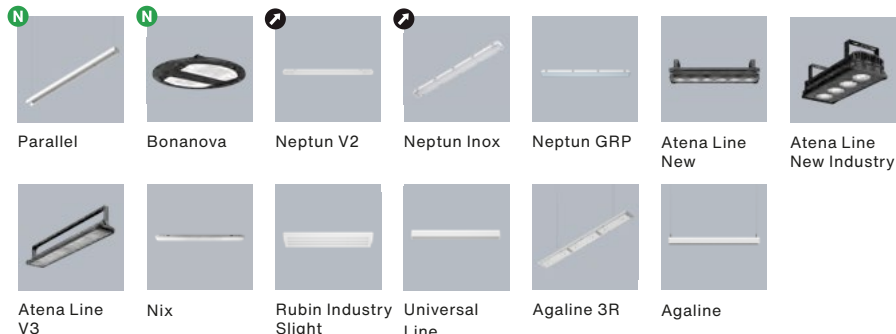 N
N
Parallel
Bonanova
Neptun V2
Neptun Inox
Neptun GRP
Atena Line
New
Atena Line
New Industry
Atena Line
V3
Nix
Rubin Industry
Slight
Universal
Line
Agaline 3R
Agaline